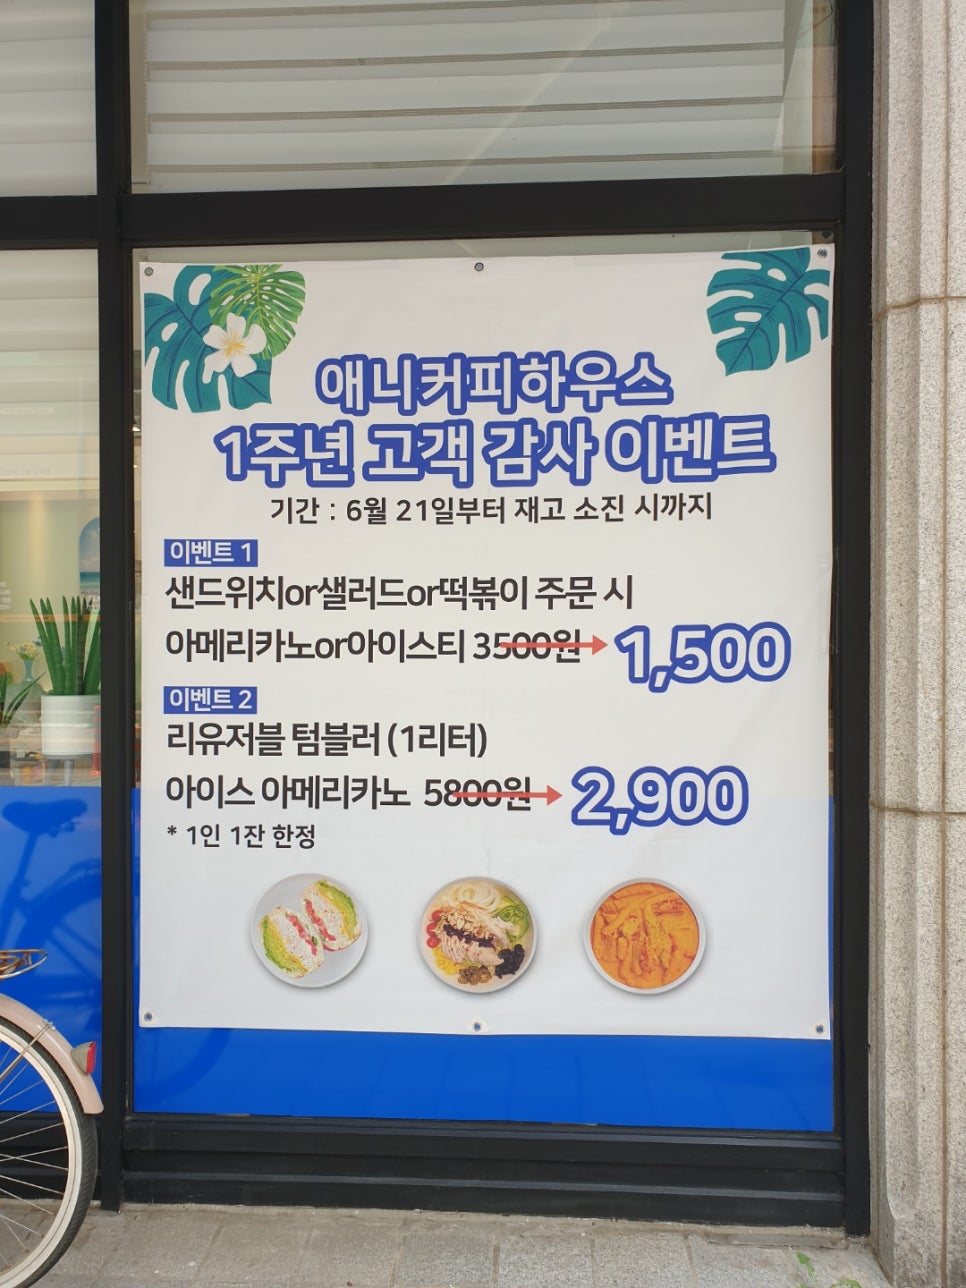 애니커피하우스
1주년 고객 감사 이벤트
기간 : 6월 21일부터 재고 소진 시까지
이벤트 1
샌드위치or샐러드or떡볶이 주문 시
아메리카노or아이스티 3500원 1,500
이벤트 2
리유저블 텀블러 (1리터)
아이스 아메리카노 5800원 2,900
* 1인 1잔 한정